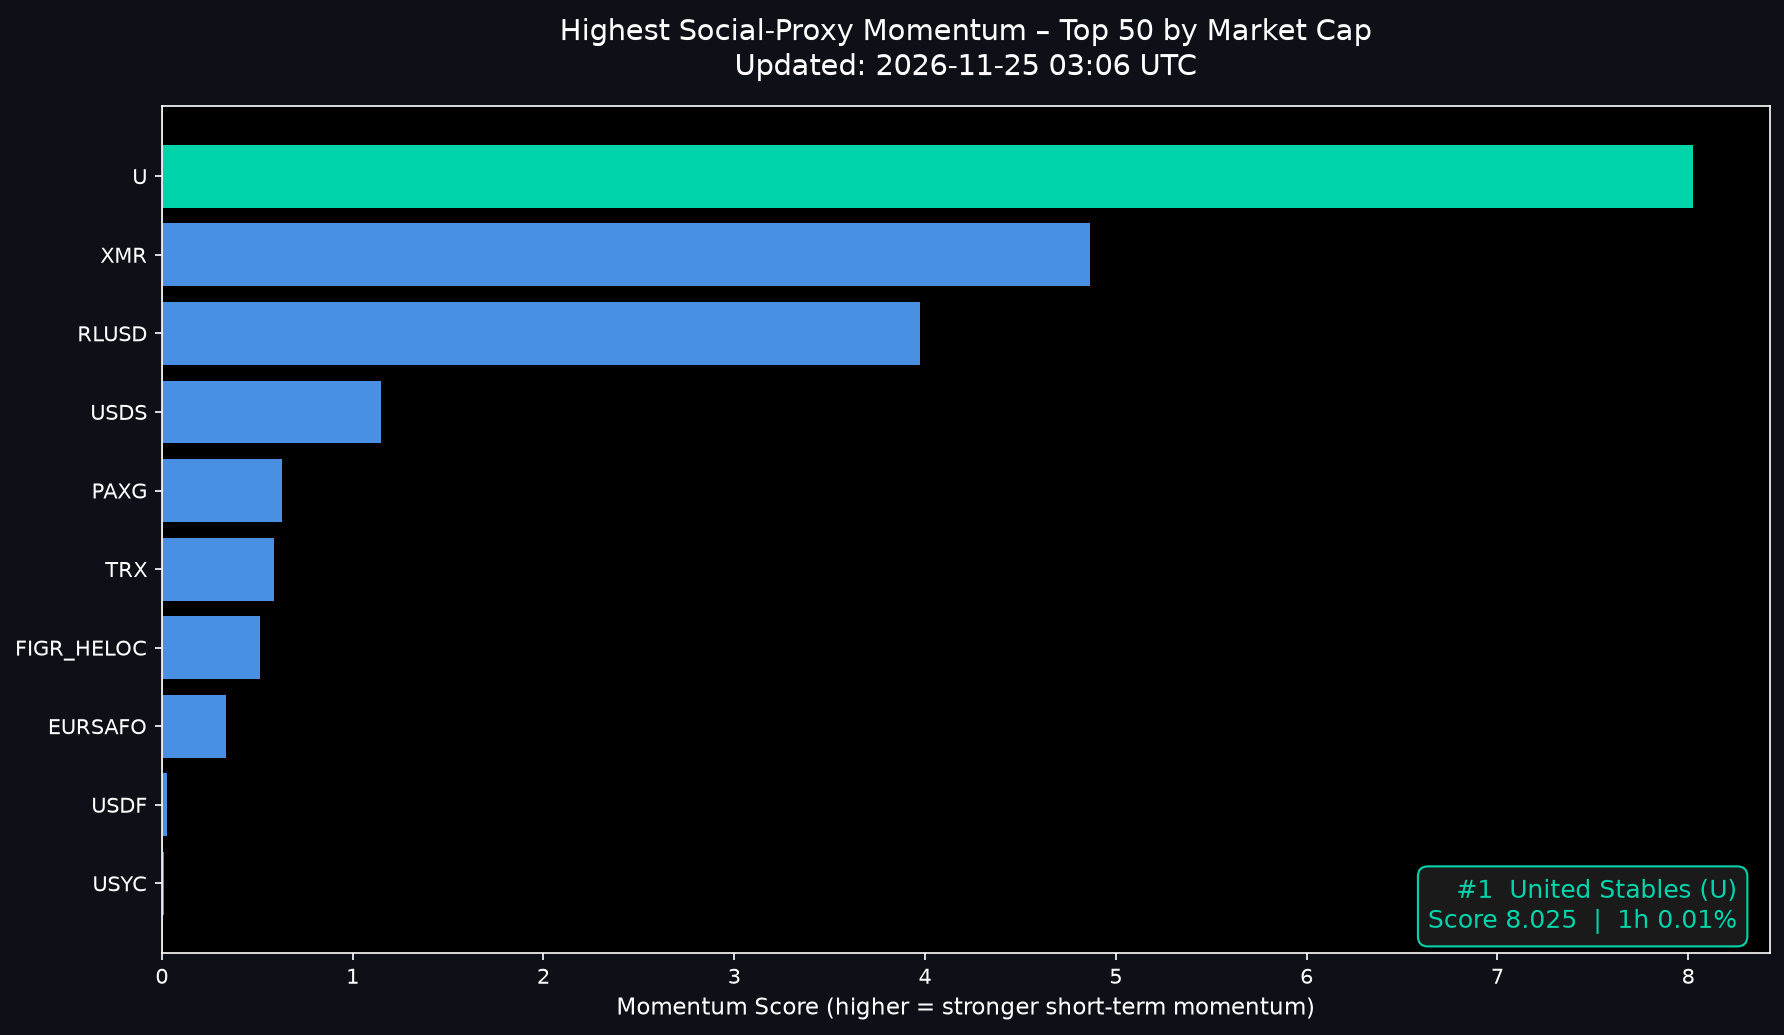 Highest Social-Proxy Momentum – Top 50 by Market Cap
Updated: 2026-11-25 03:06 UTC
U
XMR
RLUSD
USDS
PAXG
TRX
FIGR_HELOC
EURSAFO
USDF
USYC
#1 United Stables (U)
Score 8.025 | 1h 0.01%
0 1 2 3 4 5 6 7 8
Momentum Score (higher = stronger short-term momentum)